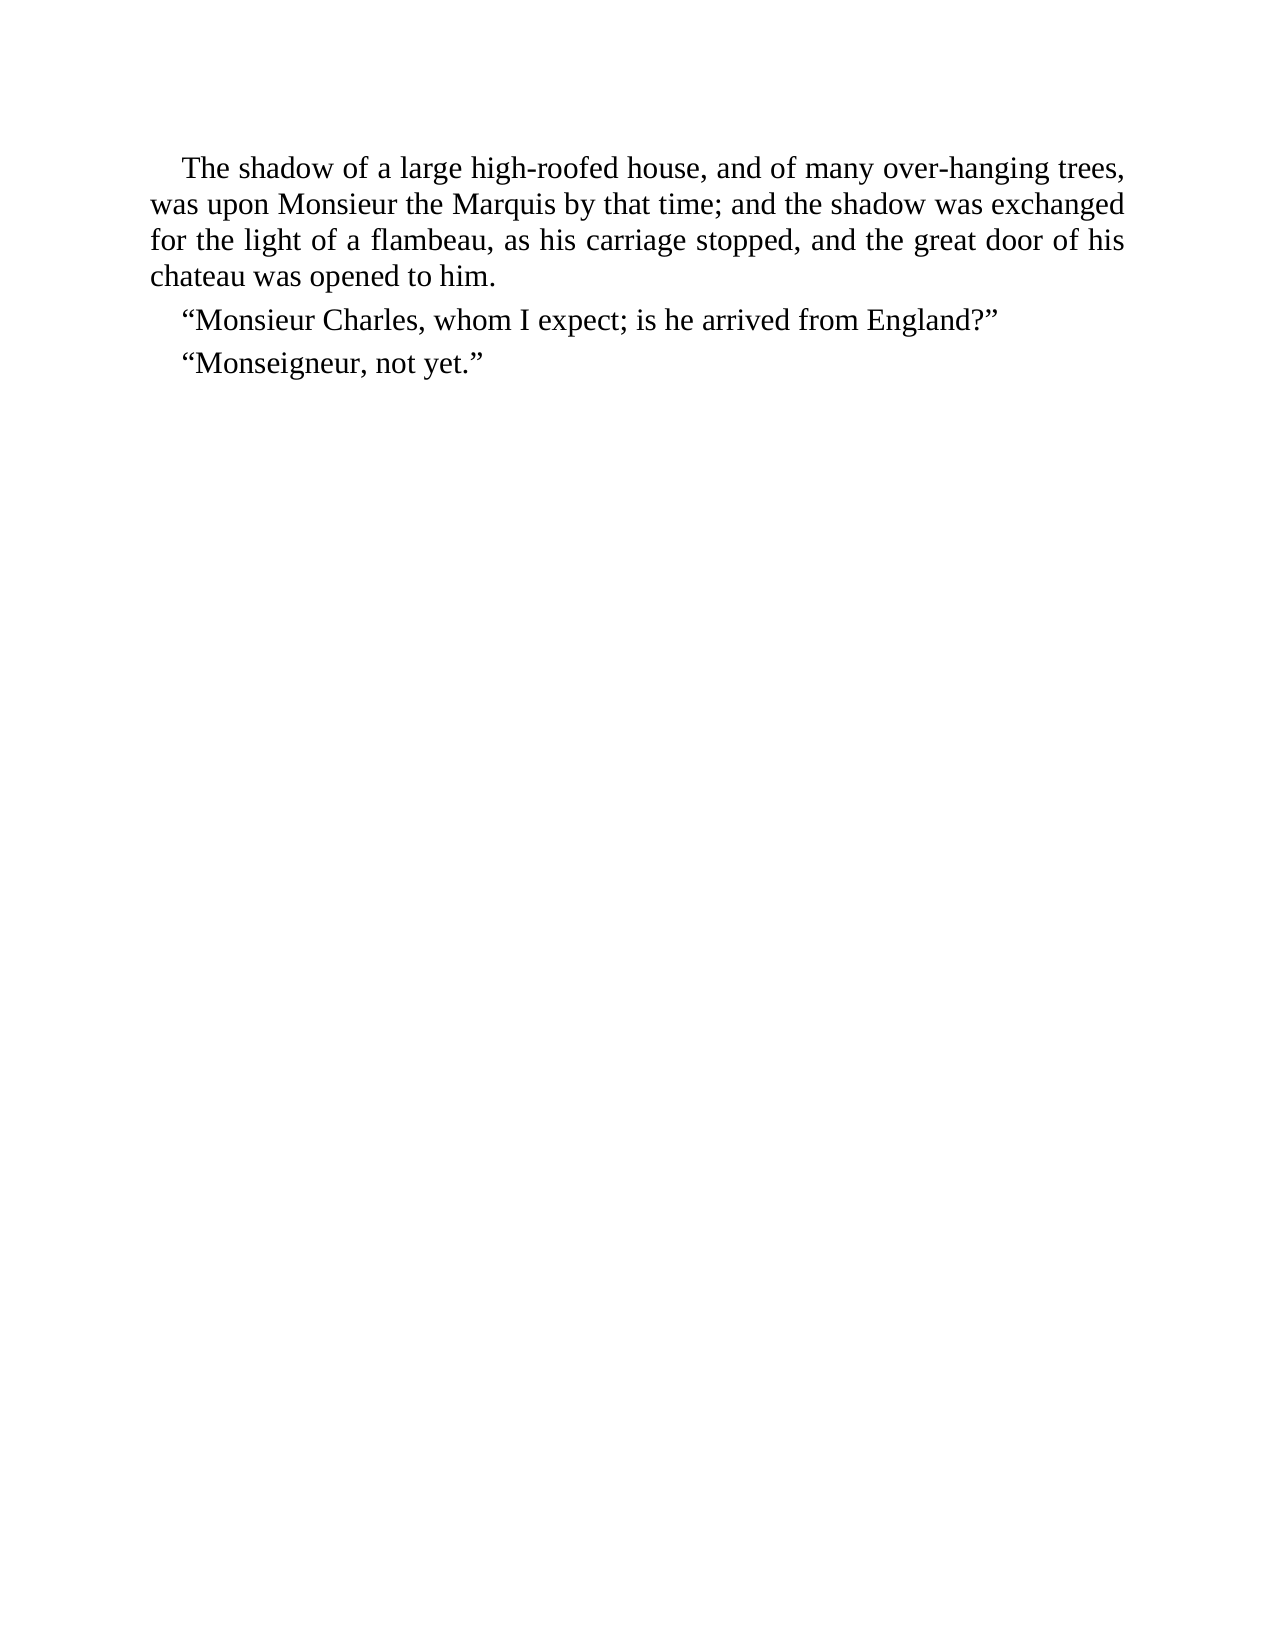 The shadow of a large high-roofed house, and of many over-hanging trees,
was upon Monsieur the Marquis by that time; and the shadow was exchanged
for the light of a flambeau, as his carriage stopped, and the great door of his
chateau was opened to him.
“Monsieur Charles, whom I expect; is he arrived from England?”
“Monseigneur, not yet.”